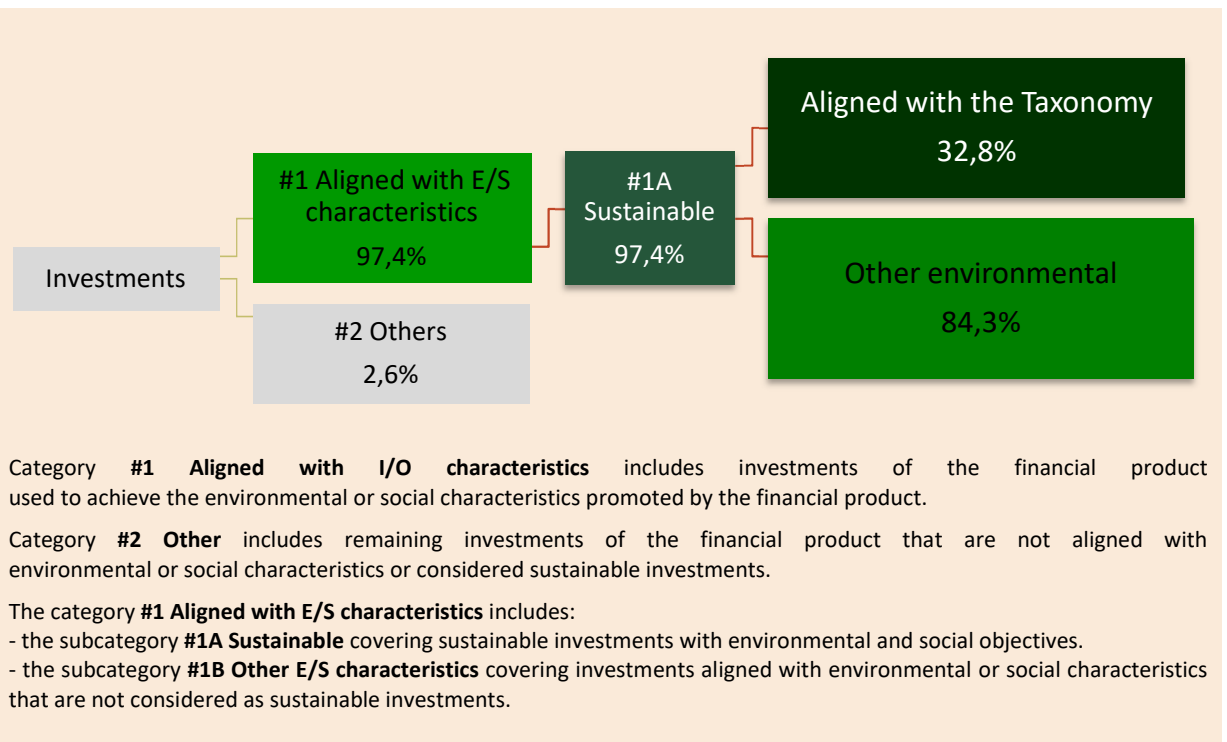 Aligned with the Taxonomy
32,8%
#1 Aligned with E/S
characteristics
97,4%
#1A
Sustainable
97,4%
Investments
Other environmental
84,3%
#2 Others
2,6%
Category #1 Aligned with I/O characteristics includes investments of the financial product
used to achieve the environmental or social characteristics promoted by the financial product.
Category #2 Other includes remaining investments of the financial product that are not aligned with
environmental or social characteristics or considered sustainable investments.
The category #1 Aligned with E/S characteristics includes:
- the subcategory #1A Sustainable covering sustainable investments with environmental and social objectives.
- the subcategory #1B Other E/S characteristics covering investments aligned with environmental or social characteristics
that are not considered as sustainable investments.